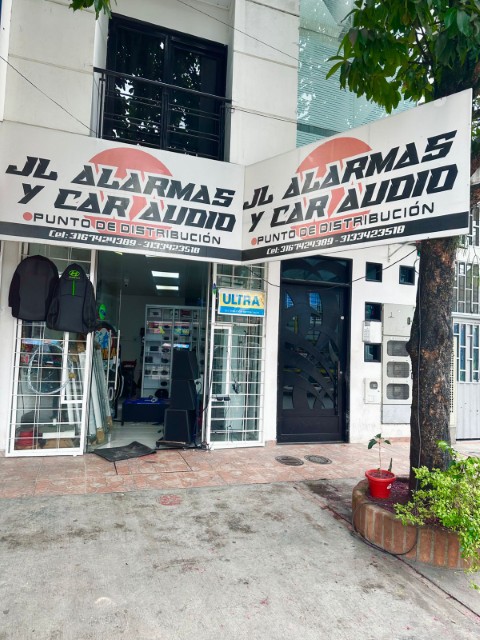 JL ALARMAS
Y CAR AUDIO
PUNTO DE DISTRIBUCIÓN
Cel: 3167424389 - 3133423518
JL ALARMAS
Y CAR AUDIO
PUNTO DE DISTRIBUCIÓN
Cel: 3167424389 - 3133423518
ULTRA